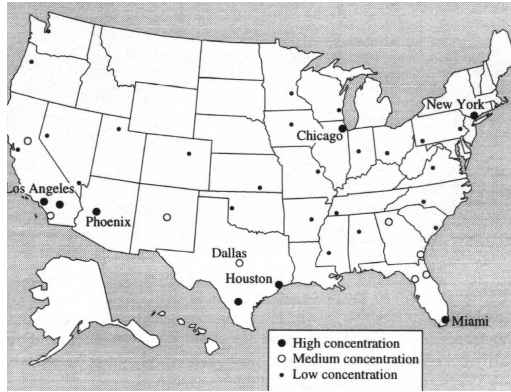 New York
Chicago
Los Angeles
Phoenix
Dallas
Houston
Miami
High concentration
Medium concentration
Low concentration